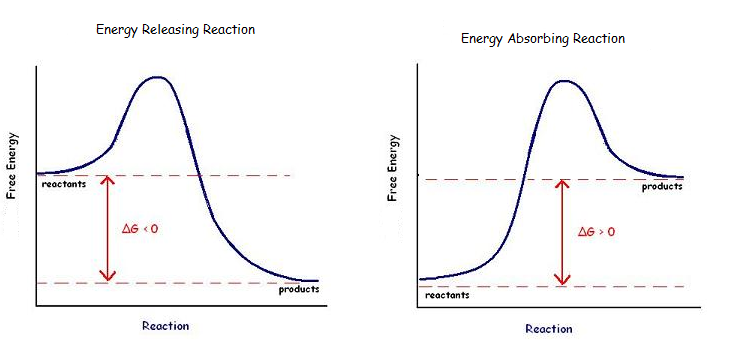 Energy Releasing Reaction
Free Energy
reactants
ΔG < 0
products
Reaction
Energy Absorbing Reaction
Free Energy
products
ΔG > 0
reactants
Reaction